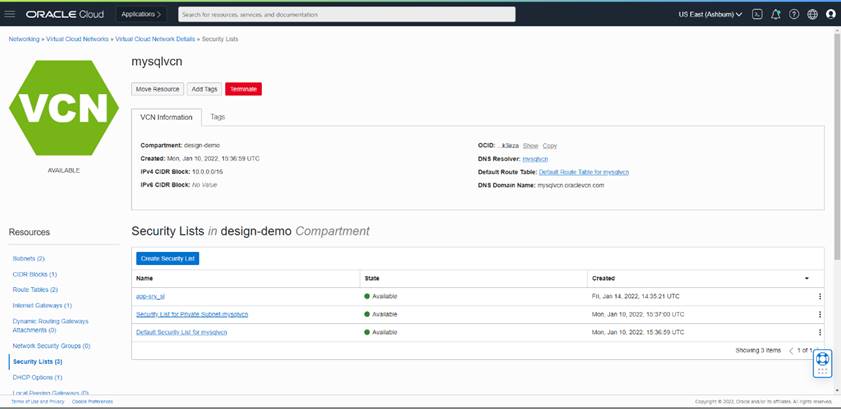 ORACLE Cloud
Applications >
Search for resources, services, and documentation
US East (Ashburn)
Networking » Virtual Cloud Networks » Virtual Cloud Network Details » Security Lists
VCN
AVAILABLE
mysqlvcn
Move Resource Add Tags Terminate
VCN Information Tags
Compartment: design-demo
Created: Mon, Jan 10, 2022, 15:36:59 UTC
IPv4 CIDR Block: 10.0.0.0/16
IPv6 CIDR Block: No Value
OCID: ...k3ieza Show Copy
DNS Resolver: mysqlvcn
Default Route Table: Default Route Table for mysqlvcn
DNS Domain Name: mysqlvcn.oraclevcn.com
Resources
Subnets (2)
CIDR Blocks (1)
Route Tables (2)
Internet Gateways (1)
Dynamic Routing Gateways
Attachments (0)
Network Security Groups (0)
Security Lists (3)
DHCP Options (1)
Local Peering Gateways (0)
Security Lists in design-demo Compartment
Create Security List
Name State Created
app-srv_sl Available Fri, Jan 14, 2022, 14:35:21 UTC
Security List for Private Subnet-mysqlvcn Available Mon, Jan 10, 2022, 15:37:00 UTC
Default Security List for mysqlvcn Available Mon, Jan 10, 2022, 15:36:59 UTC
Showing 3 items < 1 of 1
Terms of Use and Privacy Cookie Preferences
Copyright © 2022, Oracle and/or its affiliates. All rights reserved.